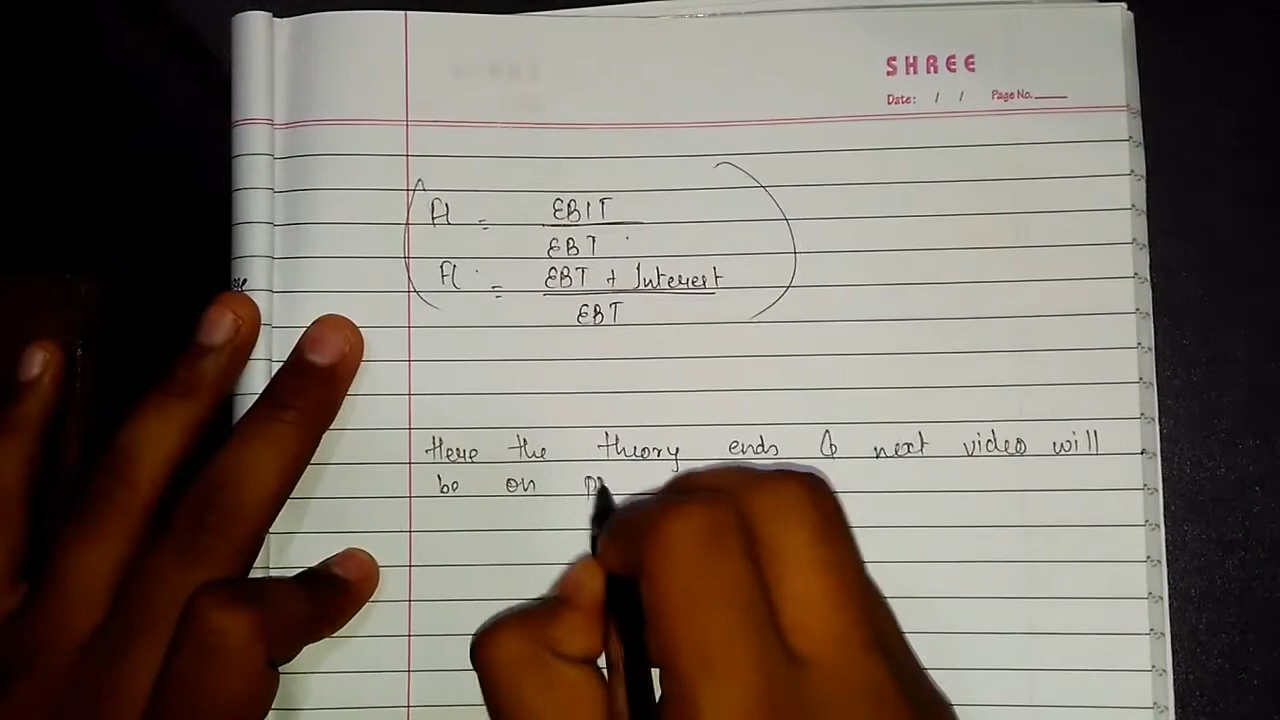 SHREE
Date: / / Page No.
FL = EBIT
EBT
FL = EBT + Interest
EBT
Here the theory ends & next video will
be on